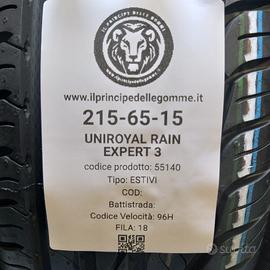 IL PRINCIPE DELLE GOMME
www.ilprincipedellegomme.it
215-65-15
UNIROYAL RAIN
EXPERT 3
codice prodotto: 55140
Tipo: ESTIVI
COD:
Battistrada:
Codice Velocità: 96H
FILA: 18
subito